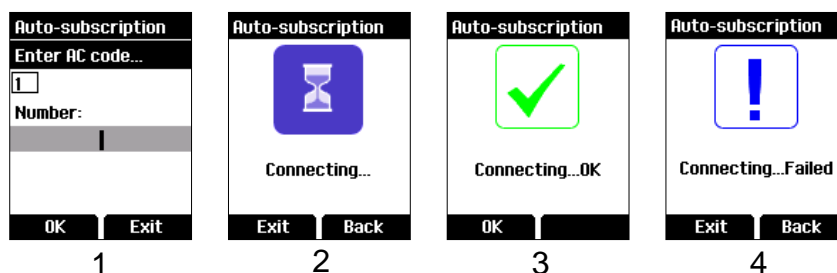 Auto-subscription
Enter AC code...
1
Number:
OK Exit
1
Auto-subscription
Connecting...
Exit Back
2
Auto-subscription
Connecting...OK
OK
3
Auto-subscription
Connecting...Failed
Exit Back
4